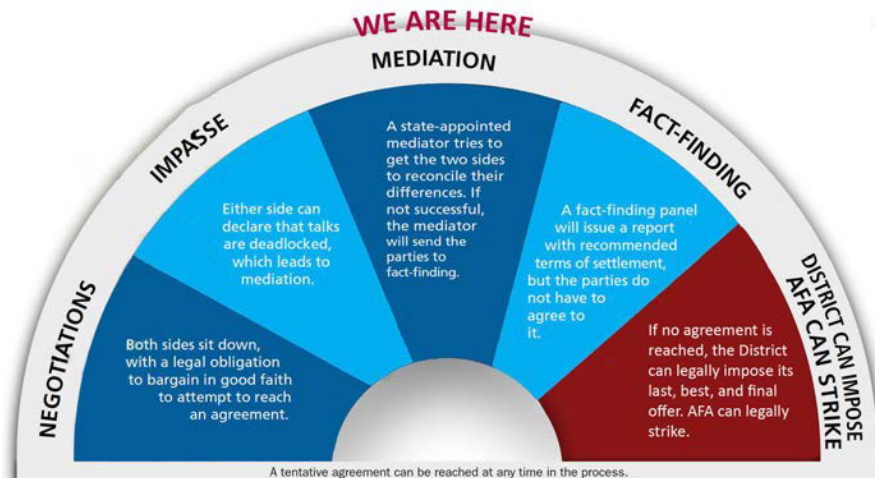 WE ARE HERE
NEGOTIATIONS
Both sides sit down,
with a legal obligation
to bargain in good faith
to attempt to reach
an agreement.
IMPASSE
Either side can
declare that talks
are deadlocked,
which leads to
mediation.
MEDIATION
A state-appointed
mediator tries to
get the two sides
to reconcile their
differences. If
not successful,
the mediator
will send the
parties to
fact-finding.
FACT-FINDING
A fact-finding panel
will issue a report
with recommended
terms of settlement,
but the parties do
not have to
agree to
it.
DISTRICT CAN IMPOSE
AFA CAN STRIKE
If no agreement is
reached, the District
can legally impose its
last, best, and final
offer. AFA can legally
strike.
A tentative agreement can be reached at any time in the process.